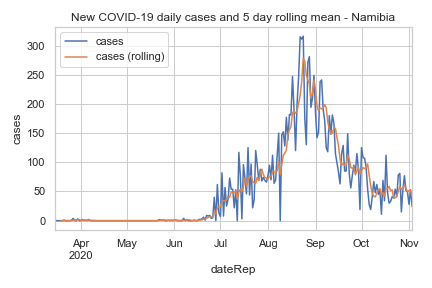 New COVID-19 daily cases and 5 day rolling mean - Namibia
cases
cases (rolling)
300
250
200
150
100
50
0
cases
Apr
2020
May
Jun
Jul
Aug
Sep
Oct
Nov
dateRep